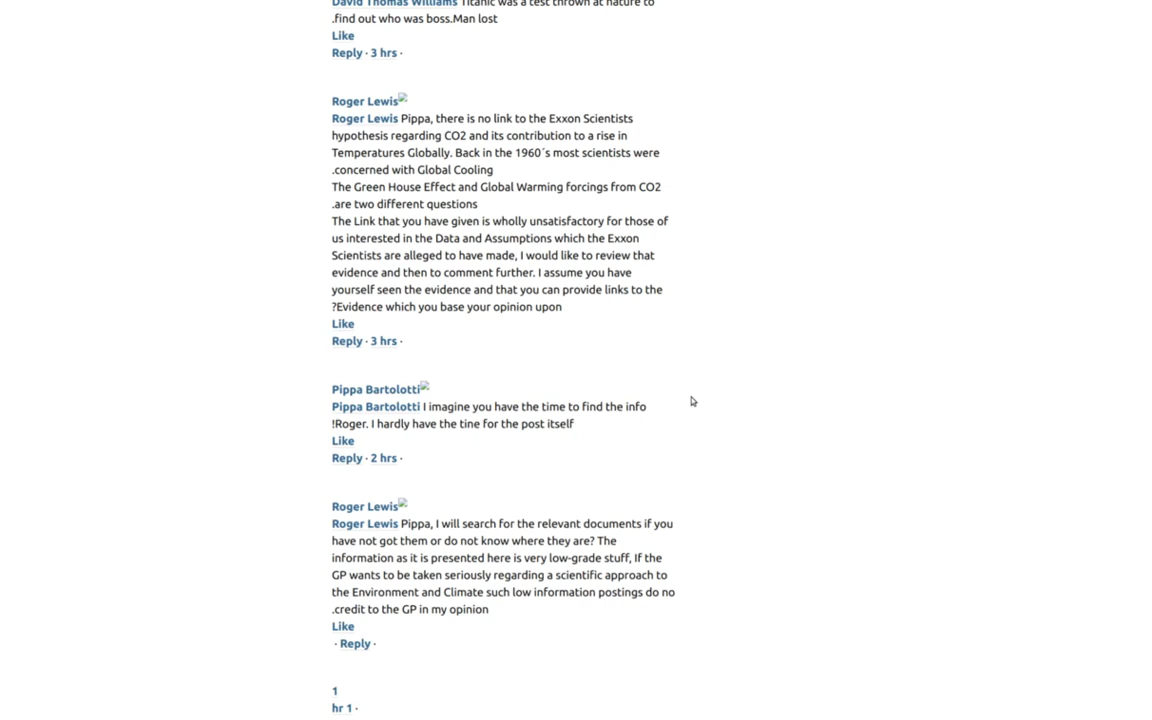 David Thomas Williams Titanic was a test thrown at nature to
.find out who was boss.Man lost
Like
Reply · 3 hrs ·
Roger Lewis
Roger Lewis Pippa, there is no link to the Exxon Scientists
hypothesis regarding CO2 and its contribution to a rise in
Temperatures Globally. Back in the 1960´s most scientists were
.concerned with Global Cooling
The Green House Effect and Global Warming forcings from CO2
.are two different questions
The Link that you have given is wholly unsatisfactory for those of
us interested in the Data and Assumptions which the Exxon
Scientists are alleged to have made, I would like to review that
evidence and then to comment further. I assume you have
yourself seen the evidence and that you can provide links to the
?Evidence which you base your opinion upon
Like
Reply · 3 hrs ·
Pippa Bartolotti
Pippa Bartolotti I imagine you have the time to find the info
!Roger. I hardly have the tine for the post itself
Like
Reply · 2 hrs ·
Roger Lewis
Roger Lewis Pippa, I will search for the relevant documents if you
have not got them or do not know where they are? The
information as it is presented here is very low-grade stuff, If the
GP wants to be taken seriously regarding a scientific approach to
the Environment and Climate such low information postings do no
.credit to the GP in my opinion
Like
· Reply ·
1
hr 1 ·